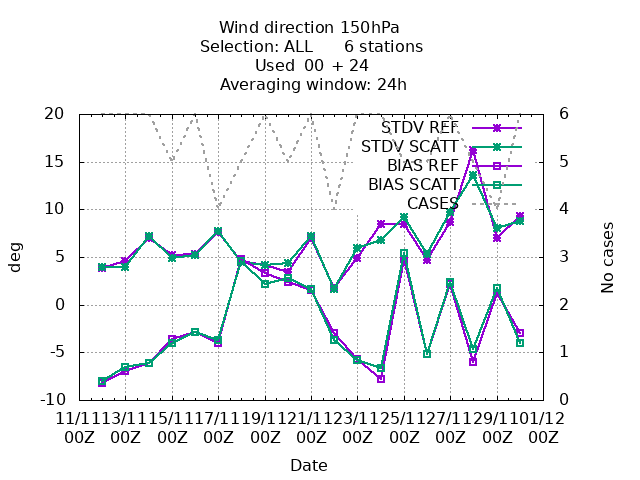 Wind direction 150hPa
Selection: ALL      6 stations
Used  00 + 24
Averaging window: 24h
STDV REF
STDV SCATT
BIAS REF
BIAS SCATT
CASES
20
15
10
5
0
-5
-10
6
5
4
3
2
1
0
deg
No cases
11/11 13/11 15/11 17/11 19/11 21/11 23/11 25/11 27/11 29/11 01/12
00Z 00Z 00Z 00Z 00Z 00Z 00Z 00Z 00Z 00Z 00Z
Date